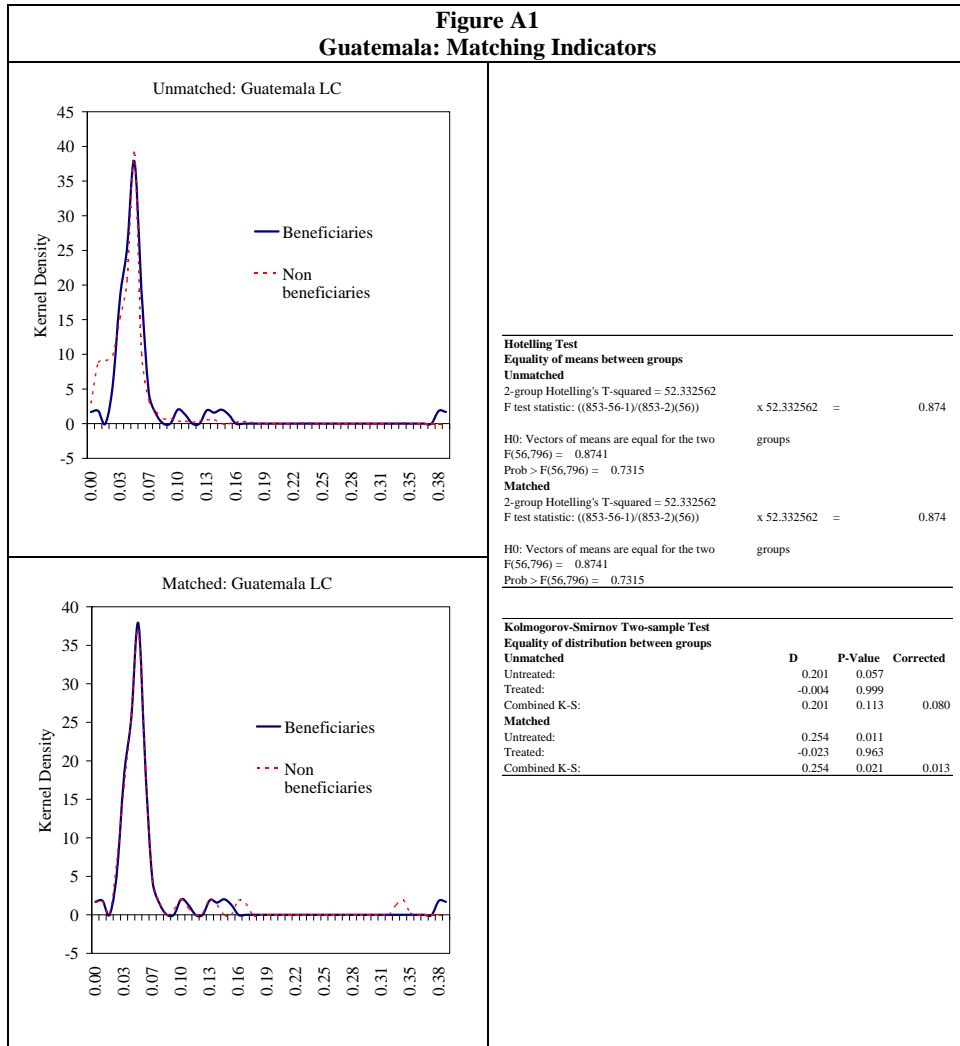 Figure A1
Guatemala: Matching Indicators
Unmatched: Guatemala LC
45
40
35
30
25
20
15
10
5
0
-5
Kernel Density
Beneficiaries
Non
beneficiaries
0.00 0.03 0.07 0.10 0.13 0.16 0.20 0.25 0.31 0.35 0.38
Matched: Guatemala LC
40
35
30
25
20
15
10
5
0
-5
Kernel Density
Beneficiaries
Non
beneficiaries
0.00 0.03 0.07 0.10 0.13 0.16 0.20 0.25 0.31 0.35 0.38
Hotelling Test
Equality of means between groups
Unmatched
2-group Hotelling's T-squared = 52.332562
F test statistic: ((853-56-1)/(853-2)(56)) x 52.332562 = 0.874
H0: Vectors of means are equal for the two groups
F(56,796) = 0.8741
Prob > F(56,796) = 0.7315
Matched
2-group Hotelling's T-squared = 52.332562
F test statistic: ((853-56-1)/(853-2)(56)) x 52.332562 = 0.874
H0: Vectors of means are equal for the two groups
F(56,796) = 0.8741
Prob > F(56,796) = 0.7315
Kolmogorov-Smirnov Two-sample Test
Equality of distribution between groups
Unmatched D P-Value Corrected
Untreated: 0.201 0.057
Treated: -0.004 0.999
Combined K-S: 0.201 0.113 0.080
Matched
Untreated: 0.254 0.011
Treated: -0.023 0.963
Combined K-S: 0.254 0.021 0.013